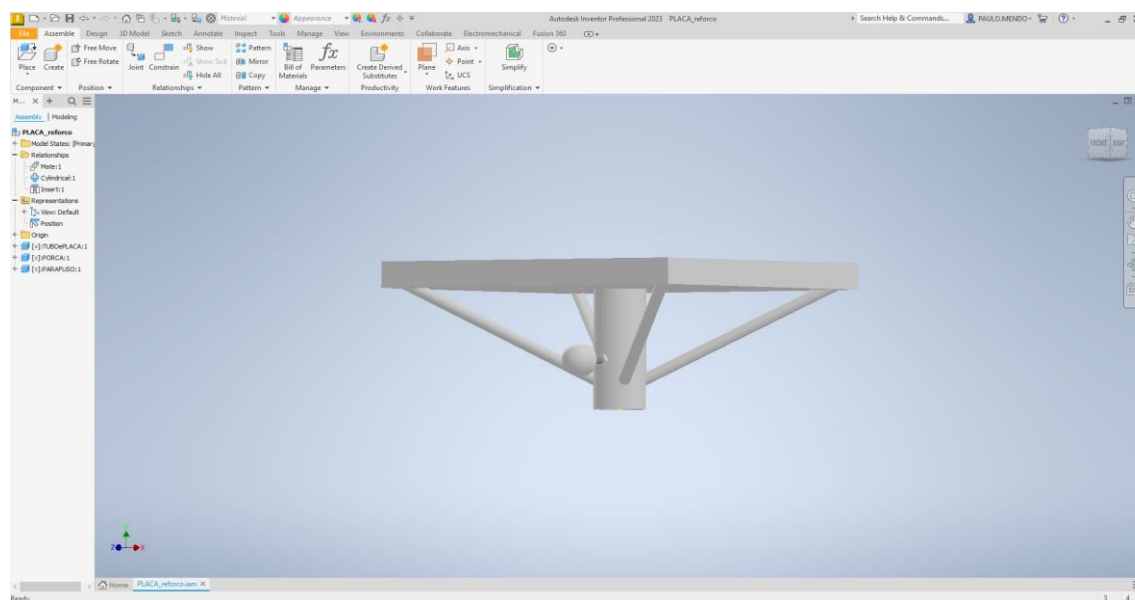 Material
Appearance
Autodesk Inventor Professional 2023 PLACA_reforco
Search Help & Commands...
PAULO.MENDO
File Assemble Design 3D Model Sketch Annotate Inspect Tools Manage View Environments Collaborate Electromechanical Fusion 360
Place
Create
Free Move
Free Rotate
Joint
Constrain
Show
Show Sick
Hide All
Pattern
Mirror
Copy
Bill of Materials
fx
Parameters
Create Derived Substitutes
Plane
Axis
Point
UCS
Simplify
Component Position Relationships Pattern Manage Productivity Work Features Simplification
M...
Assembly | Modeling
PLACA_reforco
Model States: [Primary
Relationships
Mate:1
Cylindrical:1
Insert:1
Representations
View: Default
Position
Origin
[○]:TUBOePLACA:1
[○]:PORCA:1
[○]:PARAFUSO:1
FRONT
Y
Z X
Home PLACA_reforco.iam
Ready
3 4